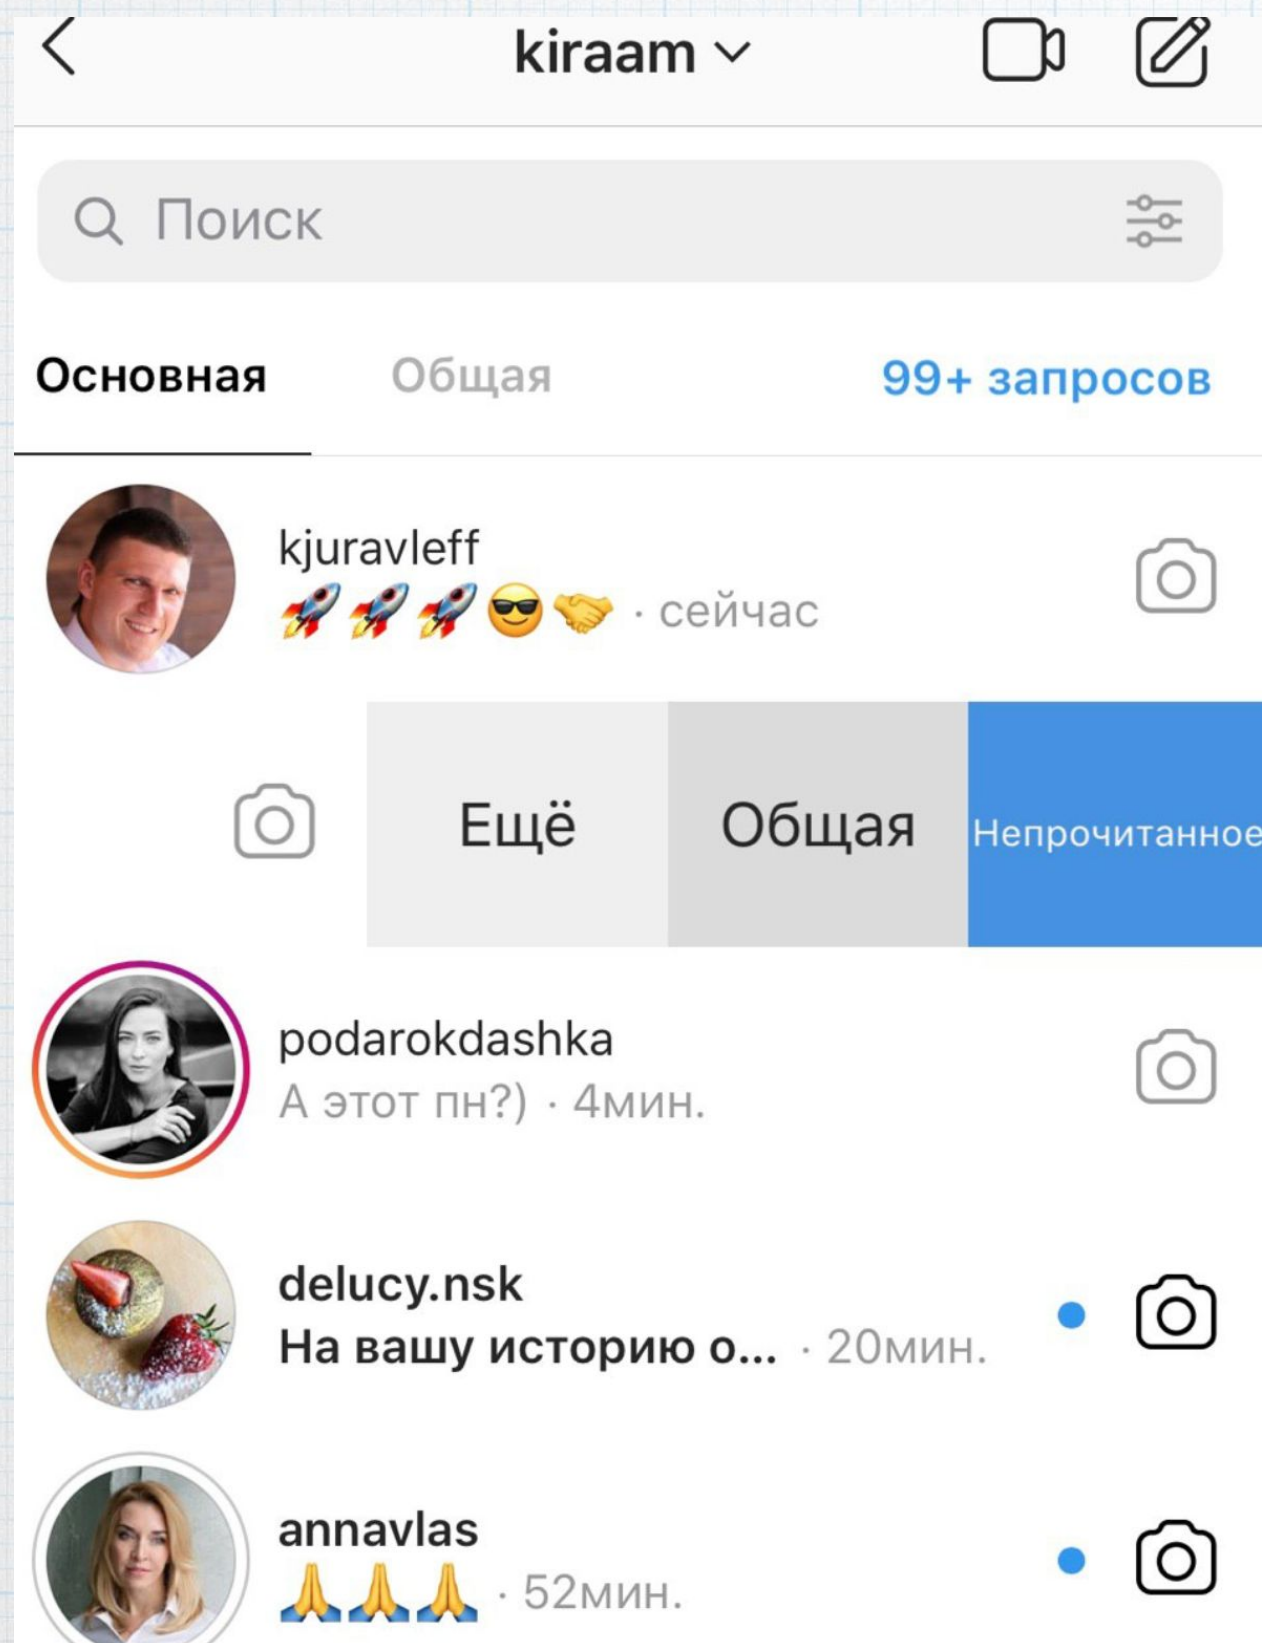 kiraam
Поиск
Основная Общая 99+ запросов
kjuravleff
🚀🚀🚀😎🤝 · сейчас
Ещё Общая Непрочитанное
podarokdashka
А этот пн?) · 4мин.
delucy.nsk
На вашу историю о... · 20мин.
annavlas
🙏🙏🙏 · 52мин.